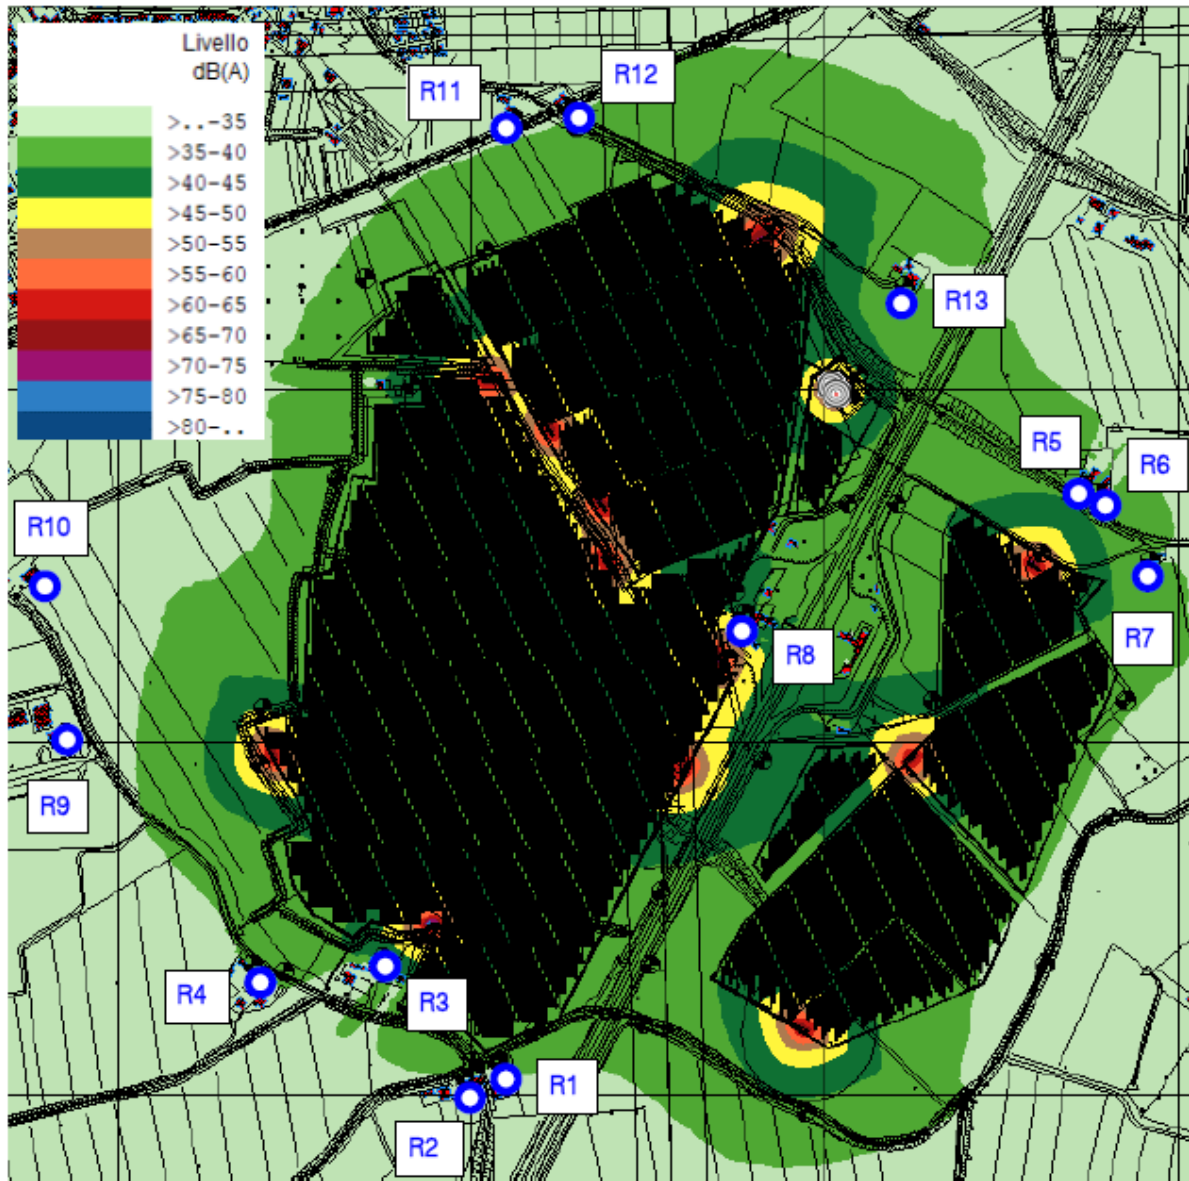 Livello
dB(A)
>..-35
>35-40
>40-45
>45-50
>50-55
>55-60
>60-65
>65-70
>70-75
>75-80
>80-..
R11
R12
R13
R5
R6
R10
R7
R8
R9
R4
R3
R1
R2